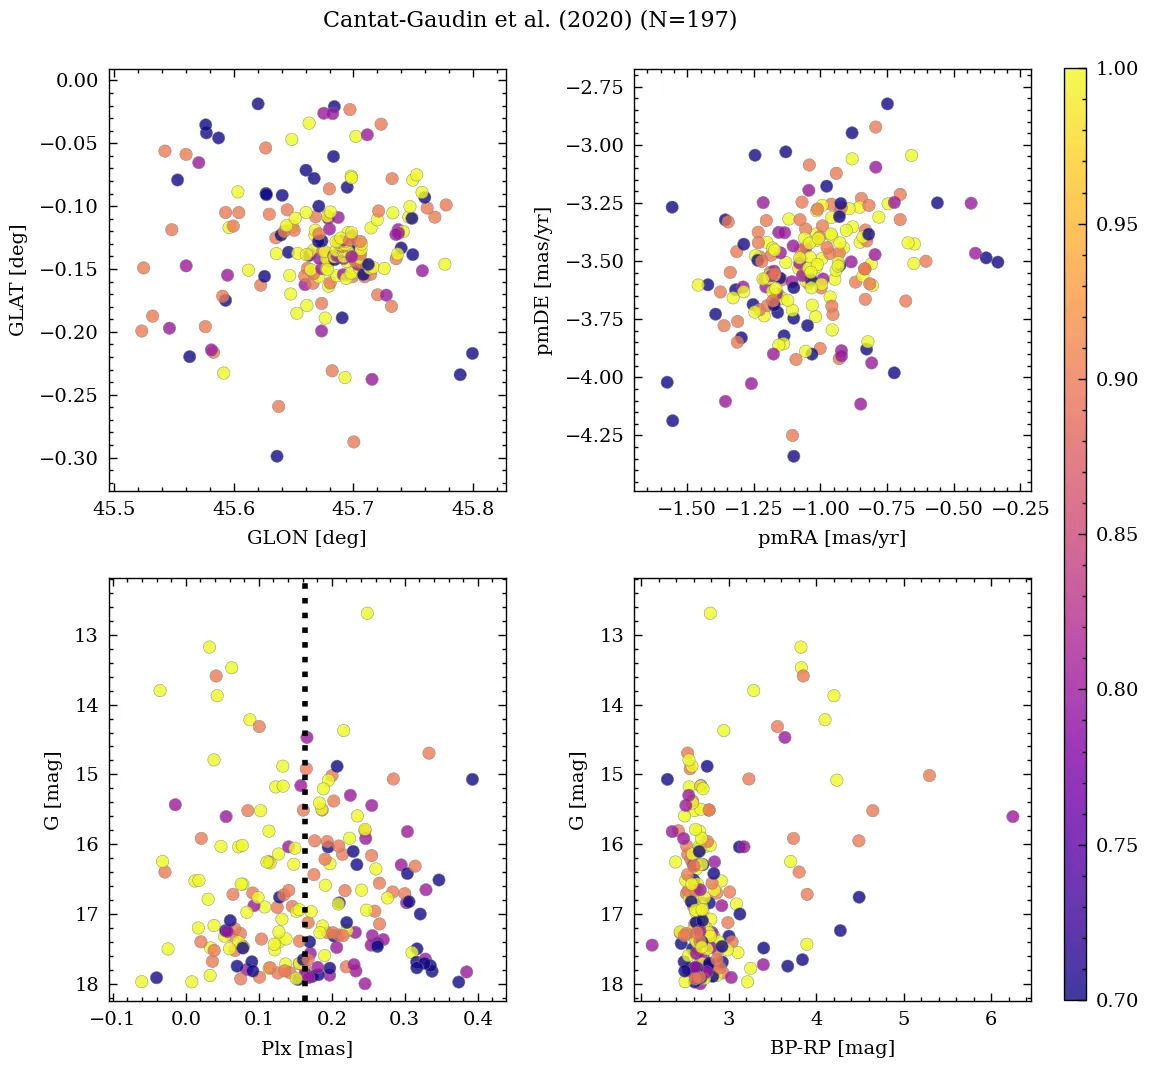 Cantat-Gaudin et al. (2020) (N=197)
0.00
−0.05
−0.10
−0.15
−0.20
−0.25
−0.30
GLAT [deg]
45.5 45.6 45.7 45.8
GLON [deg]
−2.75
−3.00
−3.25
−3.50
−3.75
−4.00
−4.25
pmDE [mas/yr]
−1.50 −1.25 −1.00 −0.75 −0.50 −0.25
pmRA [mas/yr]
13
14
15
16
17
18
G [mag]
−0.1 0.0 0.1 0.2 0.3 0.4
Plx [mas]
13
14
15
16
17
18
G [mag]
2 3 4 5 6
BP-RP [mag]
1.00
0.95
0.90
0.85
0.80
0.75
0.70